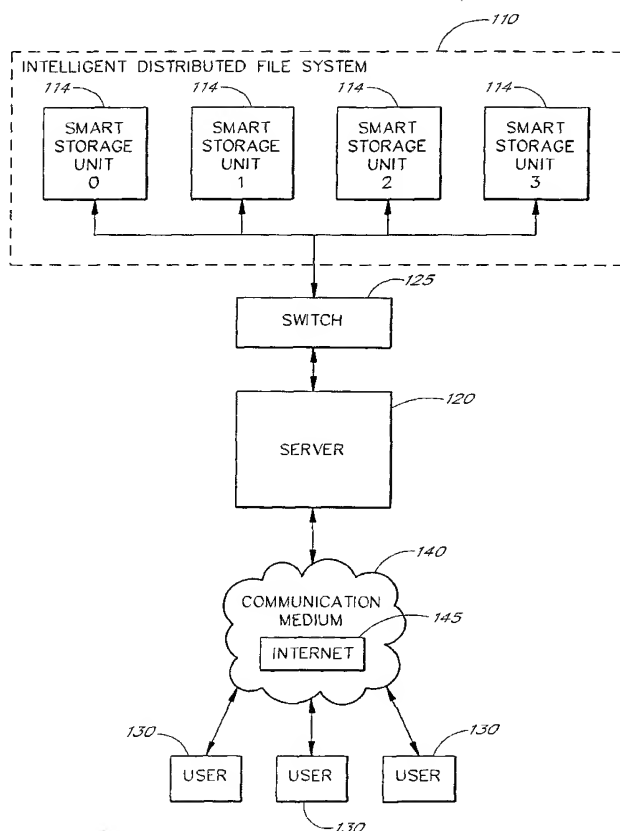 110
INTELLIGENT DISTRIBUTED FILE SYSTEM
114 114 114 114
SMART STORAGE UNIT 0
SMART STORAGE UNIT 1
SMART STORAGE UNIT 2
SMART STORAGE UNIT 3
125
SWITCH
120
SERVER
140
COMMUNICATION
MEDIUM
145
INTERNET
130 130
USER USER USER
130